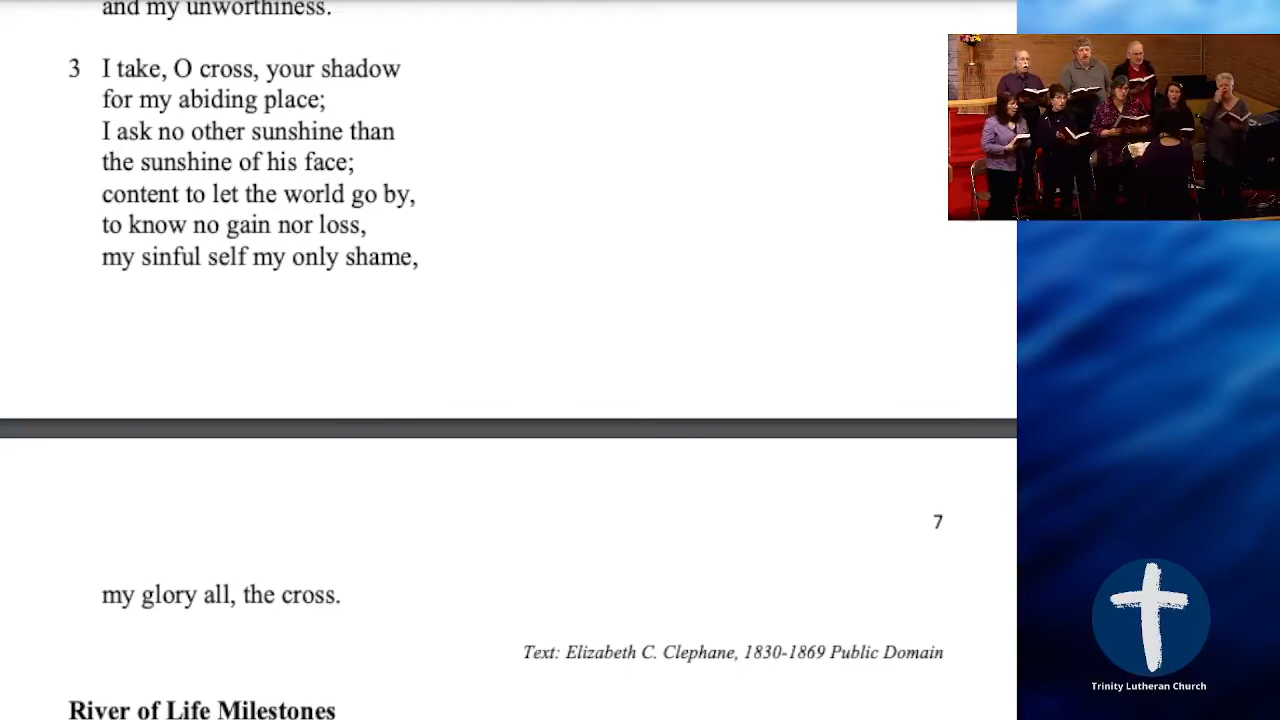 and my unworthiness.
3 I take, O cross, your shadow
for my abiding place;
I ask no other sunshine than
the sunshine of his face;
content to let the world go by,
to know no gain nor loss,
my sinful self my only shame,
7
my glory all, the cross.
Text: Elizabeth C. Clephane, 1830-1869 Public Domain
River of Life Milestones
Trinity Lutheran Church